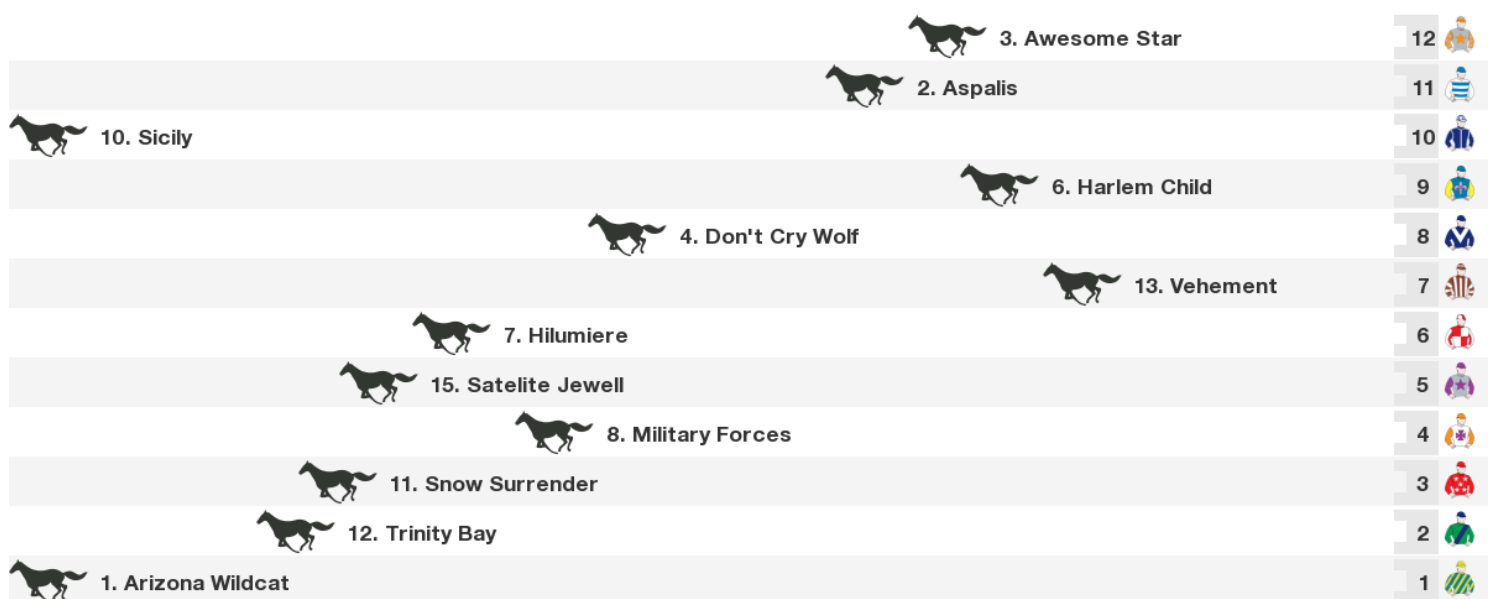 3. Awesome Star 12
2. Aspalis 11
10. Sicily 10
6. Harlem Child 9
4. Don't Cry Wolf 8
13. Vehement 7
7. Hilumiere 6
15. Satelite Jewell 5
8. Military Forces 4
11. Snow Surrender 3
12. Trinity Bay 2
1. Arizona Wildcat 1